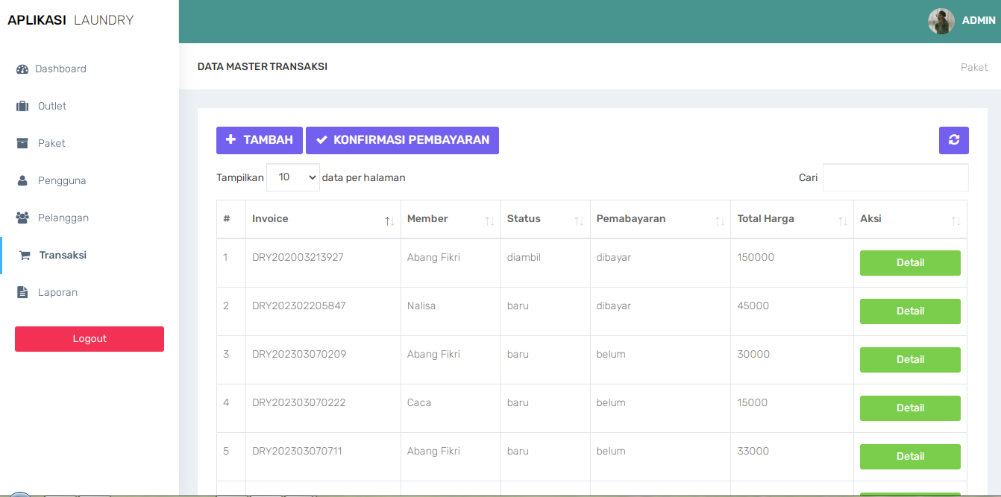 APLIKASI LAUNDRY
ADMIN
Dashboard
Outlet
Paket
Pengguna
Pelanggan
Transaksi
Laporan
Logout
DATA MASTER TRANSAKSI
Paket
TAMBAH
KONFIRMASI PEMBAYARAN
Tampilkan 10 data per halaman
Cari
# Invoice Member Status Pemabayaran Total Harga Aksi
1 DRY202003213927 Abang Fikri diambil dibayar 150000 Detail
2 DRY202302205847 Nalisa baru dibayar 45000 Detail
3 DRY202303070209 Abang Fikri baru belum 30000 Detail
4 DRY202303070222 Caca baru belum 15000 Detail
5 DRY202303070711 Abang Fikri baru belum 33000 Detail